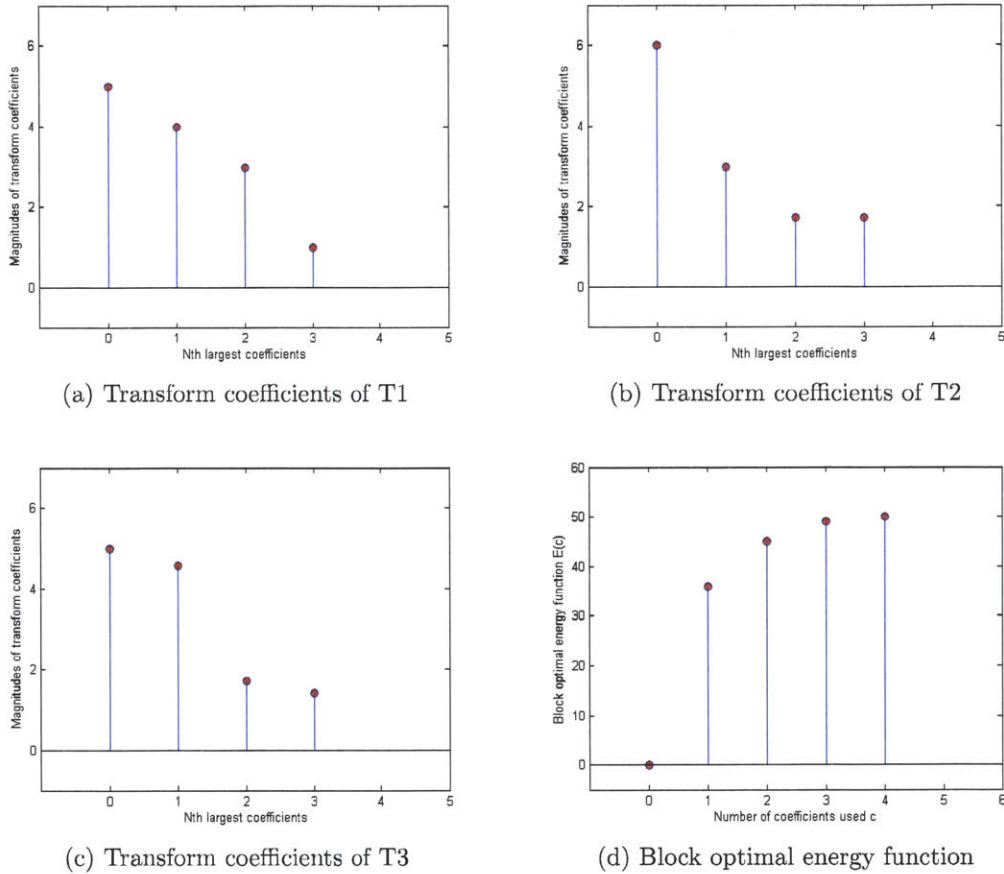 Magnitudes of transform coefficients
6
4
2
0
0 1 2 3 4 5
Nth largest coefficients
(a) Transform coefficients of T1
Magnitudes of transform coefficients
6
4
2
0
0 1 2 3 4 5
Nth largest coefficients
(b) Transform coefficients of T2
Magnitudes of transform coefficients
6
4
2
0
0 1 2 3 4 5
Nth largest coefficients
(c) Transform coefficients of T3
Block optimal energy function E(c)
60
50
40
30
20
10
0
0 1 2 3 4 5 6
Number of coefficients used c
(d) Block optimal energy function